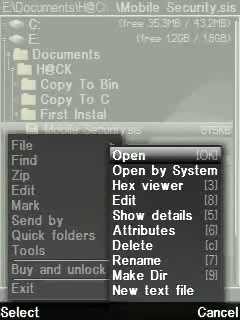 E:\Documents\H@C\ \Mobile Security.sis
C: (free 35.3MB / 43.2MB)
E: (free 1.2GB / 1.8GB)
Documents
H@CK
Copy To Bin
Copy To C
First Instal
Mobile Security.sis 675KB
File
Find
Zip
Edit
Mark
Send by
Quick folders
Tools
Buy and unlock
Exit
Open [OK]
Open by System
Hex viewer [3]
Edit [8]
Show details [5]
Attributes [6]
Delete [c]
Rename [7]
Make Dir [9]
New text file
Select Cancel